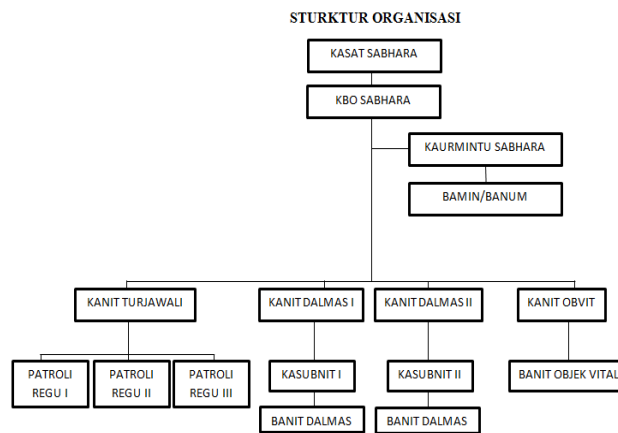 STURKTUR ORGANISASI
KASAT SABHARA
KBO SABHARA
KAURMINTU SABHARA
BAMIN/BANUM
KANIT TURJAWALI
KANIT DALMAS I
KANIT DALMAS II
KANIT OBVIT
PATROLI
REGU I
PATROLI
REGU II
PATROLI
REGU III
KASUBNIT I
KASUBNIT II
BANIT OBJEK VITAL
BANIT DALMAS
BANIT DALMAS